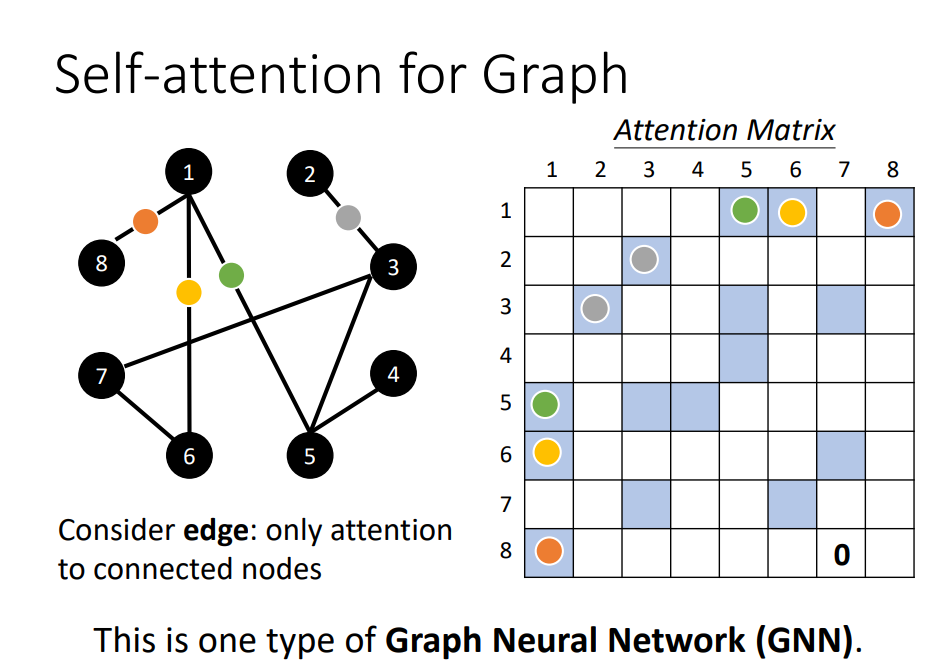 Self-attention for Graph
Attention Matrix
1 2 3 4 5 6 7 8
1
2
3
4
5
6
7
8
0
1
2
8
3
7
4
6
5
Consider edge: only attention
to connected nodes
This is one type of Graph Neural Network (GNN).